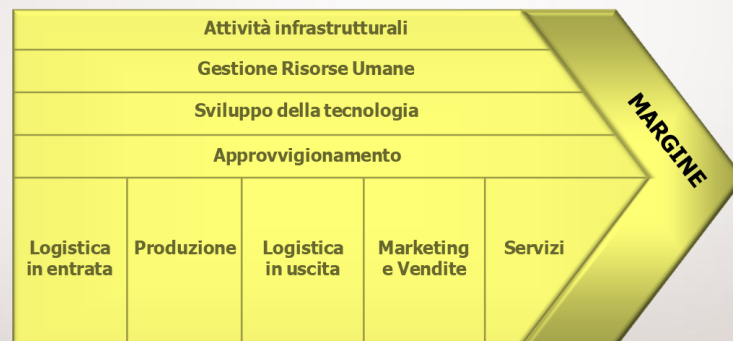 Attività infrastrutturali
Gestione Risorse Umane
Sviluppo della tecnologia
Approvvigionamento
MARGINE
Logistica
in entrata
Produzione
Logistica
in uscita
Marketing
e Vendite
Servizi